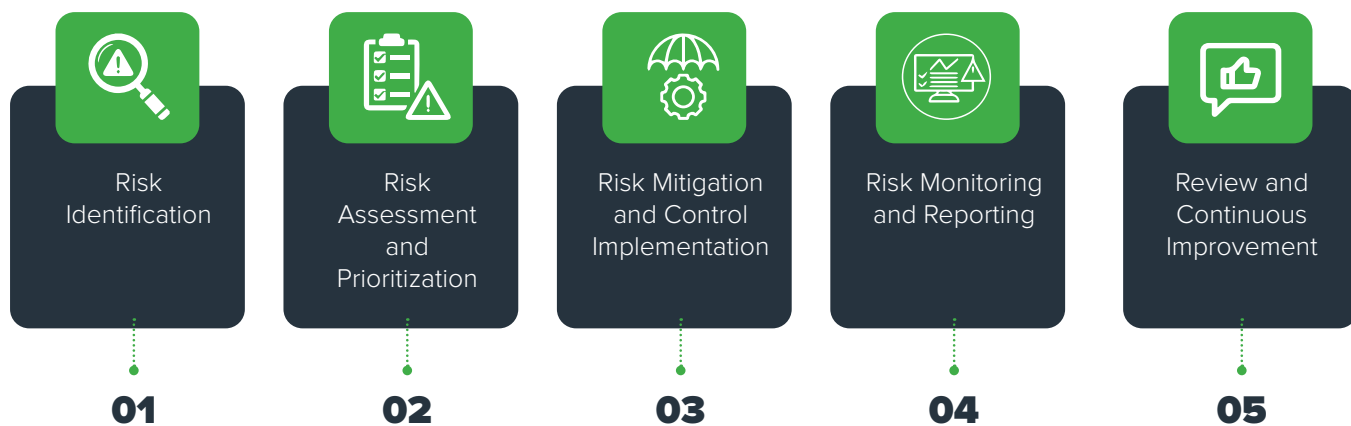 Risk
Identification
Risk
Assessment
and
Prioritization
Risk Mitigation
and Control
Implementation
Risk Monitoring
and Reporting
Review and
Continuous
Improvement
01
02
03
04
05